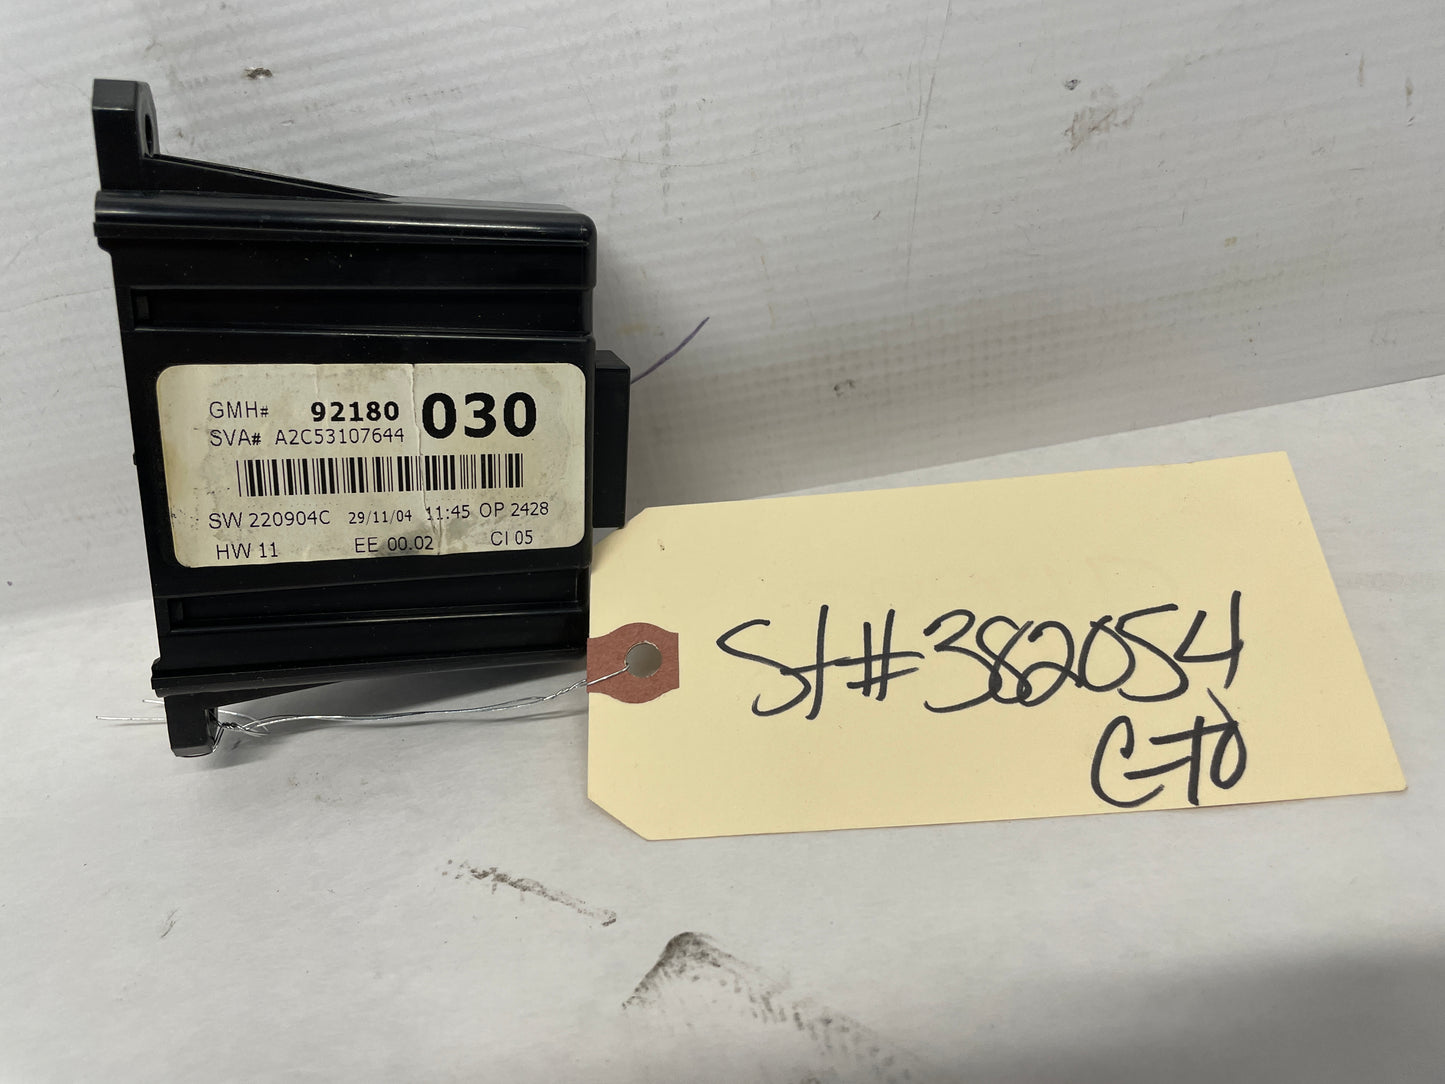 GMH# 92180 030
SVA# A2C53107644
SW 220904C 29/11/04 11:45 OP 2428
HW 11 EE 00.02 CI 05
St# 382054
GTO